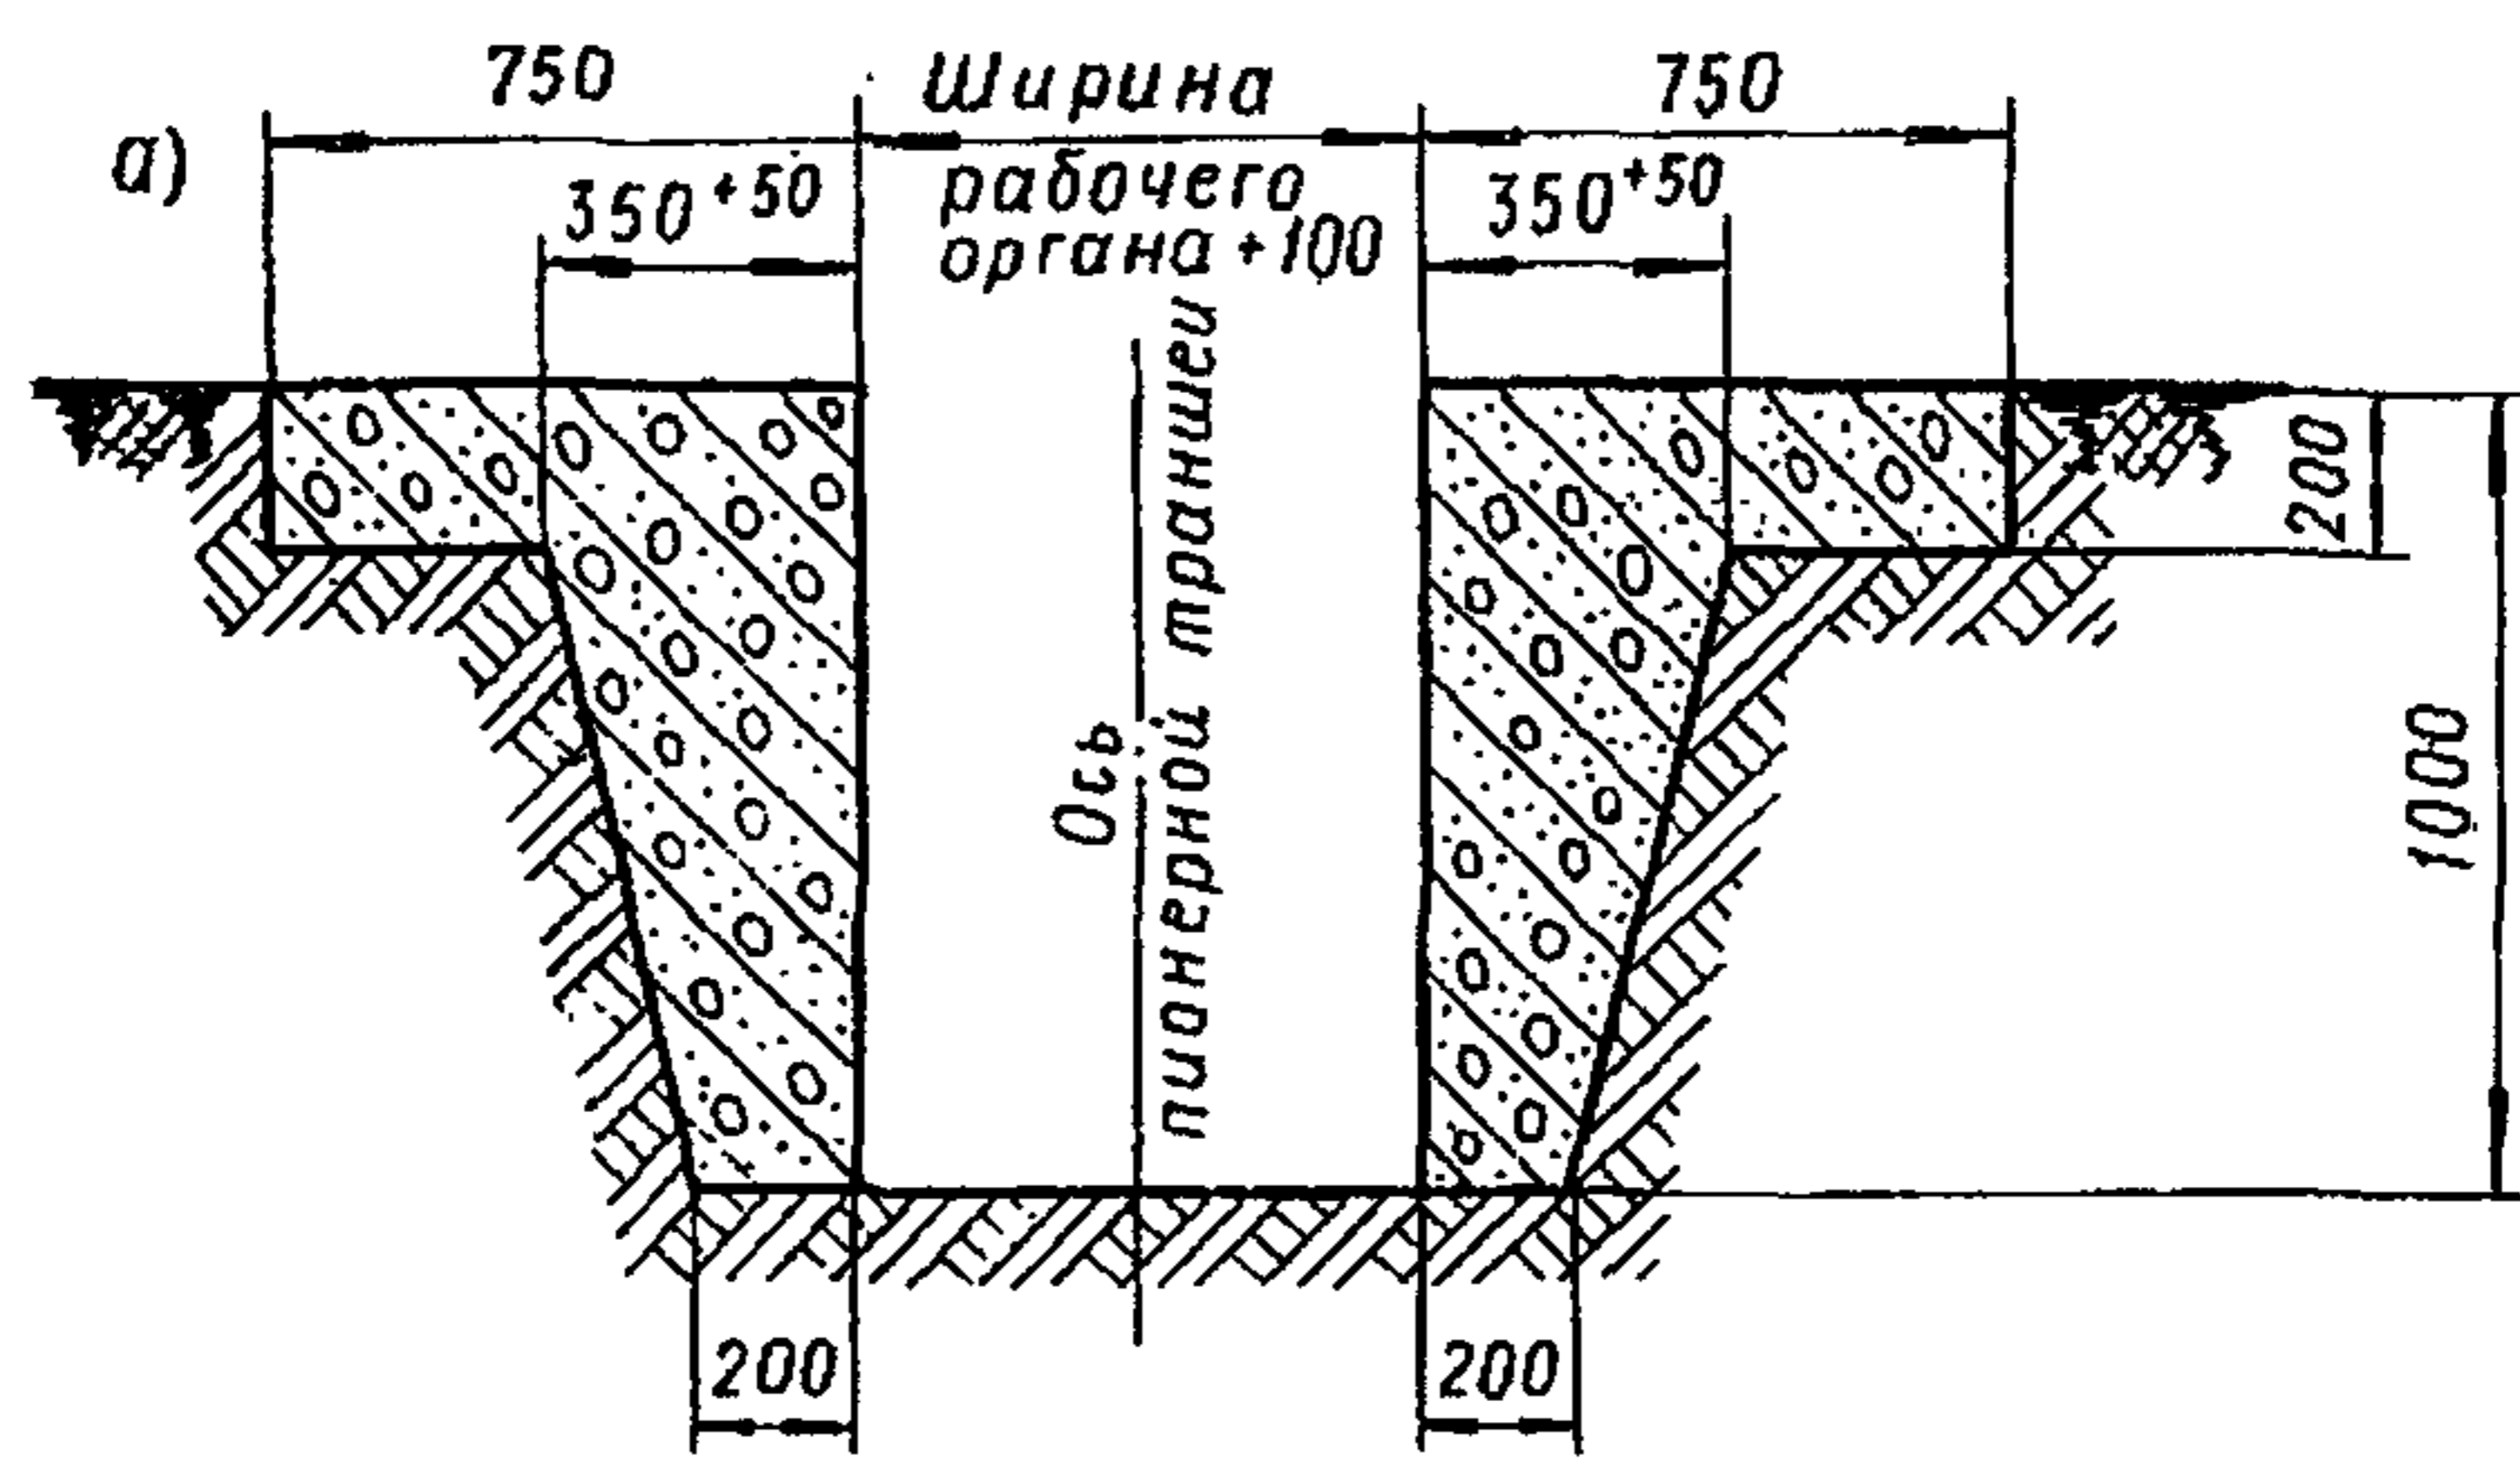 а)
750
Ширина
рабочего
органа +100
750
350 +50
350 +50
Ось
пионерной траншеи
200
1000
200
200